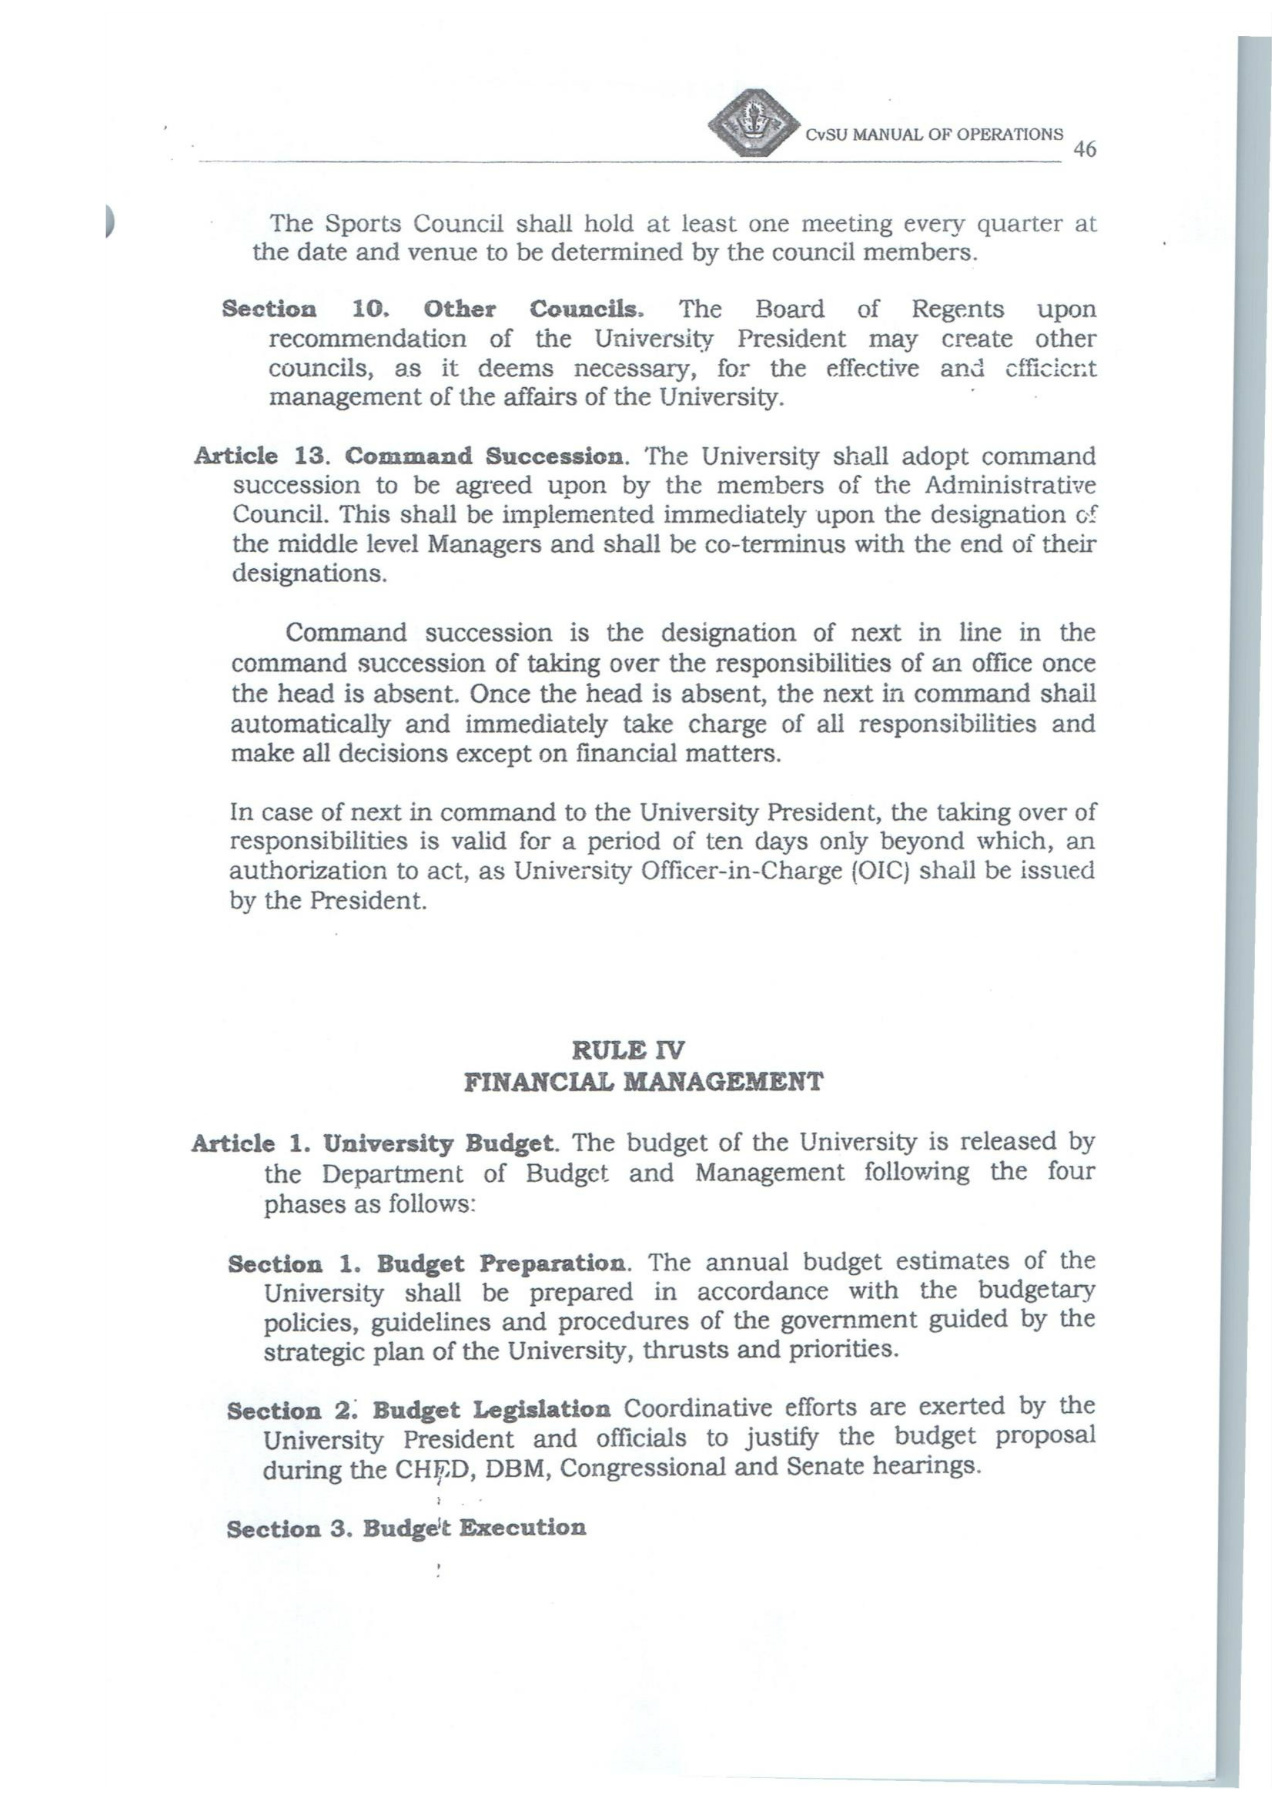 CvSU MANUAL OF OPERATIONS
46
The Sports Council shall hold at least one meeting every quarter at
the date and venue to be determined by the council members.
Section 10. Other Councils. The Board of Regents upon
recommendation of the University President may create other
councils, as it deems necessary, for the effective and efficient
management of the affairs of the University.
Article 13. Command Succession. The University shall adopt command
succession to be agreed upon by the members of the Administrative
Council. This shall be implemented immediately upon the designation of
the middle level Managers and shall be co-terminus with the end of their
designations.
Command succession is the designation of next in line in the
command succession of taking over the responsibilities of an office once
the head is absent. Once the head is absent, the next in command shall
automatically and immediately take charge of all responsibilities and
make all decisions except on financial matters.
In case of next in command to the University President, the taking over of
responsibilities is valid for a period of ten days only beyond which, an
authorization to act, as University Officer-in-Charge (OIC) shall be issued
by the President.
RULE IV
FINANCIAL MANAGEMENT
Article 1. University Budget. The budget of the University is released by
the Department of Budget and Management following the four
phases as follows:
Section 1. Budget Preparation. The annual budget estimates of the
University shall be prepared in accordance with the budgetary
policies, guidelines and procedures of the government guided by the
strategic plan of the University, thrusts and priorities.
Section 2. Budget Legislation Coordinative efforts are exerted by the
University President and officials to justify the budget proposal
during the CHED, DBM, Congressional and Senate hearings.
Section 3. Budget Execution